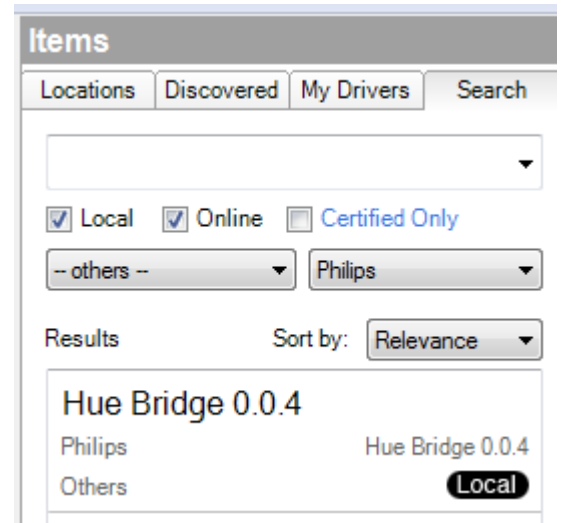 Items
Locations Discovered My Drivers Search
Local Online Certified Only
-- others -- Philips
Results Sort by: Relevance
Hue Bridge 0.0.4
Philips Hue Bridge 0.0.4
Others Local